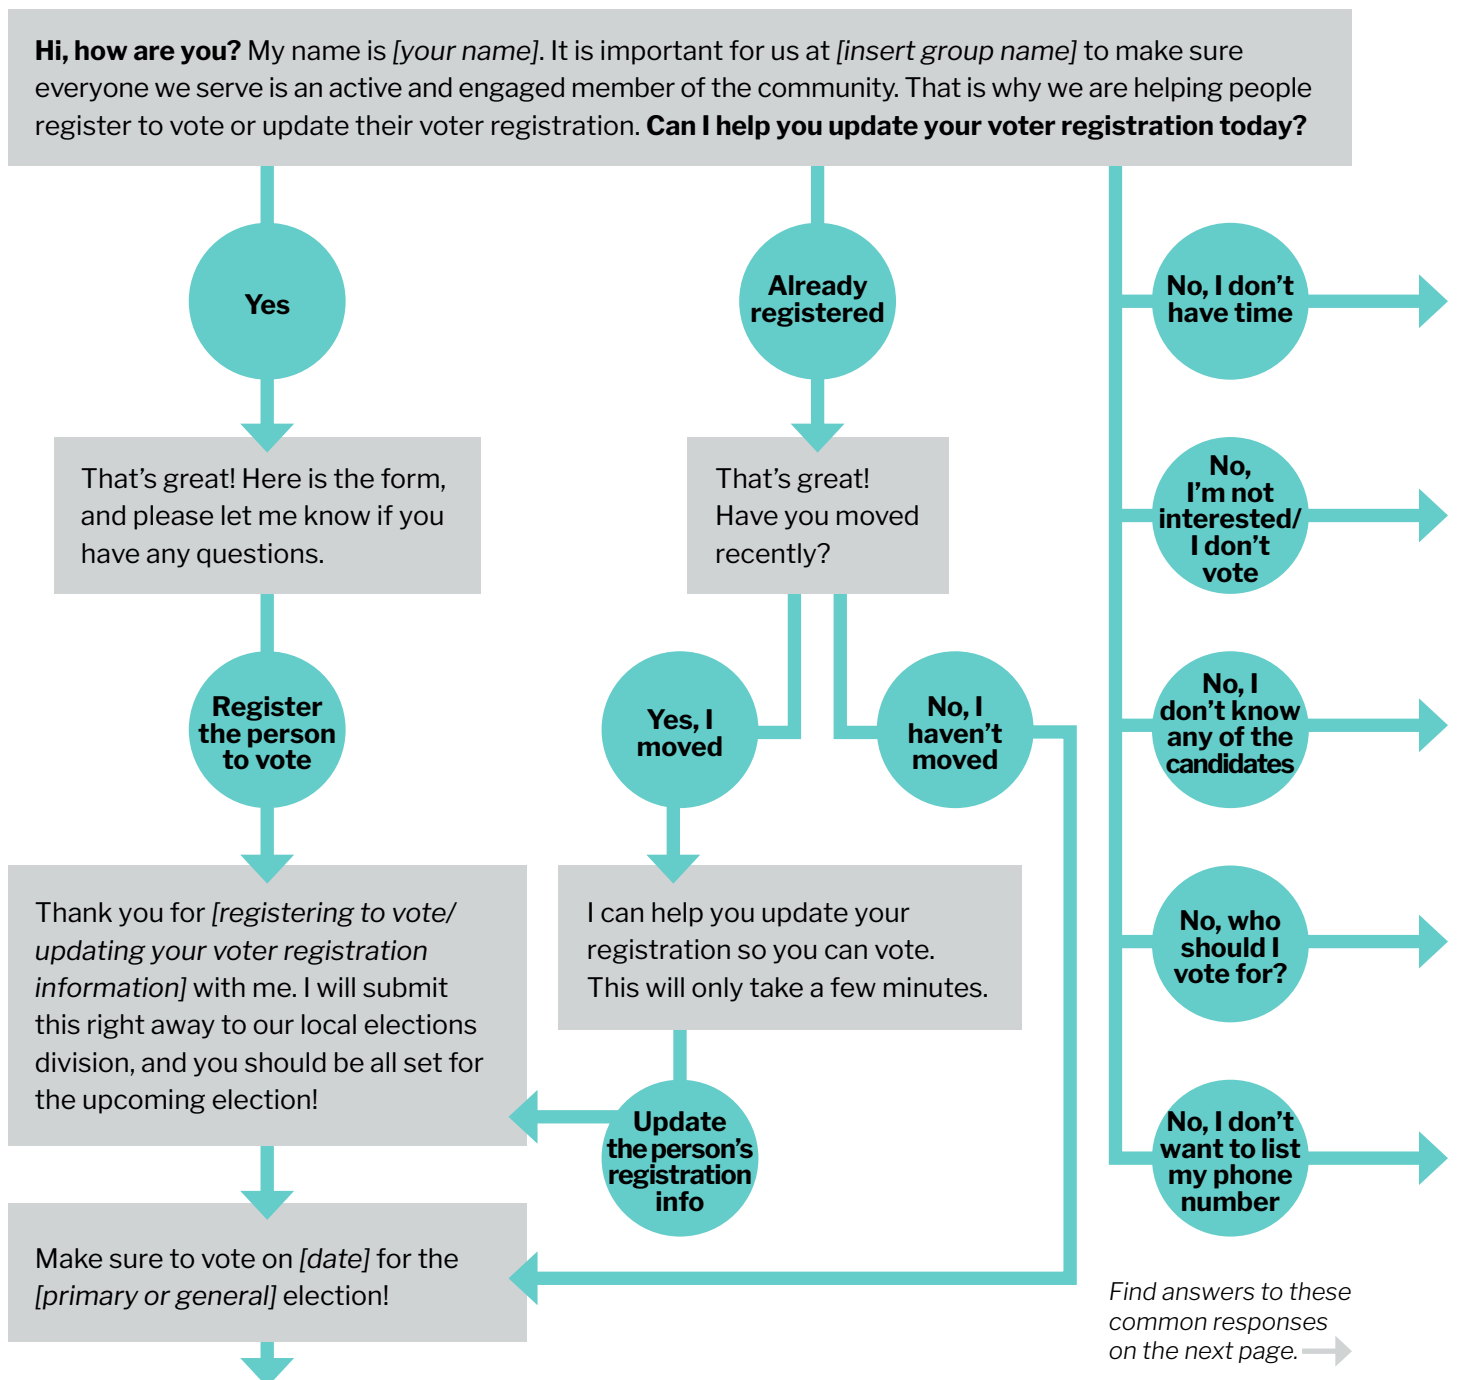 Hi, how are you? My name is [your name]. It is important for us at [insert group name] to make sure
everyone we serve is an active and engaged member of the community. That is why we are helping people
register to vote or update their voter registration. Can I help you update your voter registration today?
Yes
Already
registered
No, I don't
have time
That's great! Here is the form,
and please let me know if you
have any questions.
That's great!
Have you moved
recently?
No,
I'm not
interested/
I don't
vote
Register
the person
to vote
Yes, I
moved
No, I
haven't
moved
No, I
don't know
any of the
candidates
Thank you for [registering to vote/
updating your voter registration
information] with me. I will submit
this right away to our local elections
division, and you should be all set for
the upcoming election!
I can help you update your
registration so you can vote.
This will only take a few minutes.
No, who
should I
vote for?
Update
the person's
registration
info
No, I don't
want to list
my phone
number
Make sure to vote on [date] for the
[primary or general] election!
Find answers to these
common responses
on the next page.